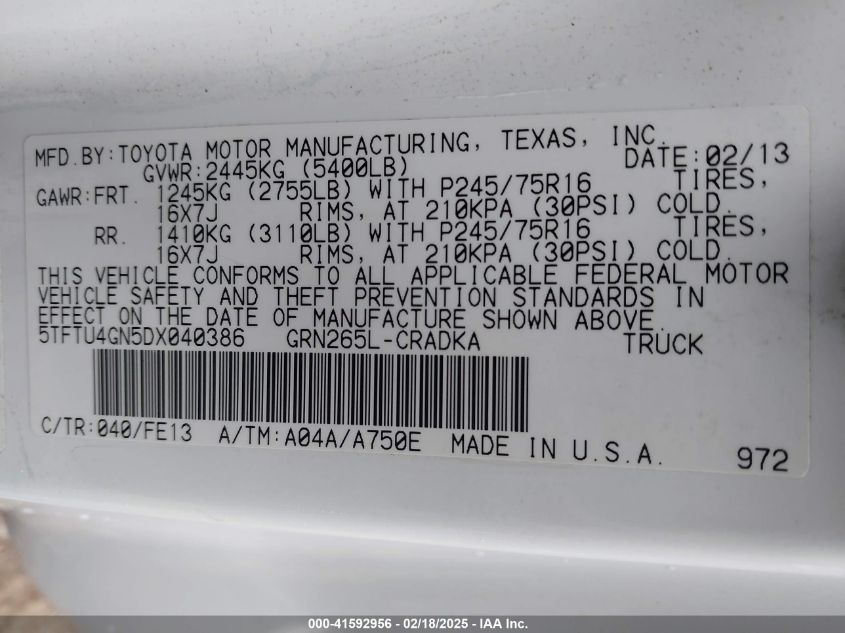 MFD.BY:TOYOTA MOTOR MANUFACTURING, TEXAS, INC.
GVWR:2445KG (5400LB) DATE:02/13
GAWR:FRT. 1245KG (2755LB) WITH P245/75R16 TIRES,
16X7J RIMS, AT 210KPA (30PSI) COLD.
RR. 1410KG (3110LB) WITH P245/75R16 TIRES,
16X7J RIMS, AT 210KPA (30PSI) COLD.
THIS VEHICLE CONFORMS TO ALL APPLICABLE FEDERAL MOTOR
VEHICLE SAFETY AND THEFT PREVENTION STANDARDS IN
EFFECT ON THE DATE OF MANUFACTURE SHOWN ABOVE.
5TFTU4GN5DX040386 GRN265L-CRADKA TRUCK
C/TR:040/FE13 A/TM:A04A/A750E MADE IN U.S.A. 972
000-41592956 | 02/18/2025 - IAA Inc.